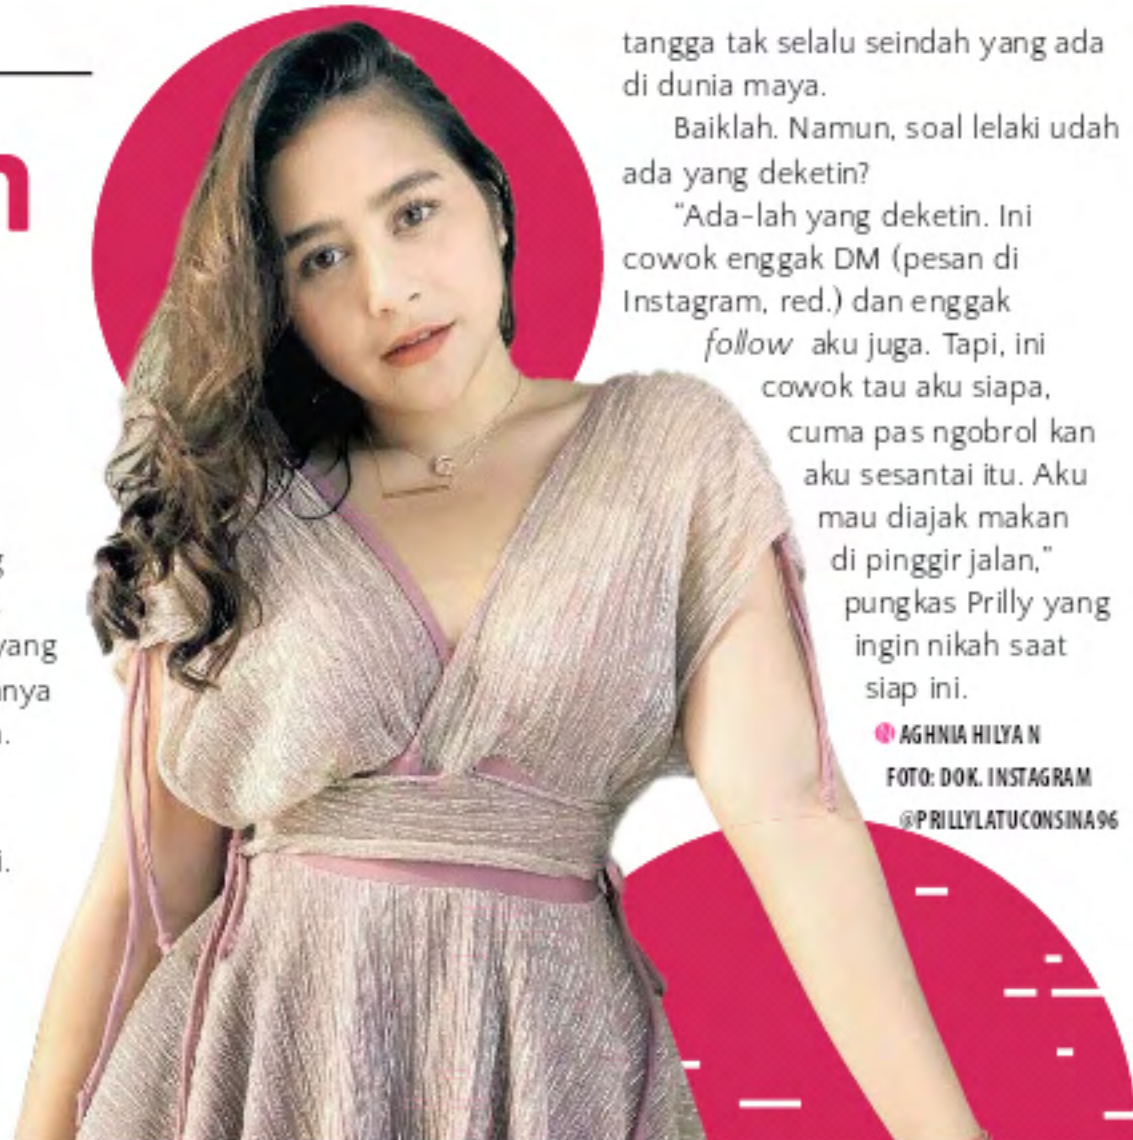 n
yang
nya
.
i.
tangga tak selalu seindah yang ada
di dunia maya.
Baiklah. Namun, soal lelaki udah
ada yang deketin?
“Ada-lah yang deketin. Ini
cowok enggak DM (pesan di
Instagram, red.) dan enggak
follow aku juga. Tapi, ini
cowok tau aku siapa,
cuma pas ngobrol kan
aku sesantai itu. Aku
mau diajak makan
di pinggir jalan,”
pungkas Prilly yang
ingin nikah saat
siap ini.
N AGHNIA HILYA N
FOTO: DOK. INSTAGRAM
@PRILLYLATUCONSINA96